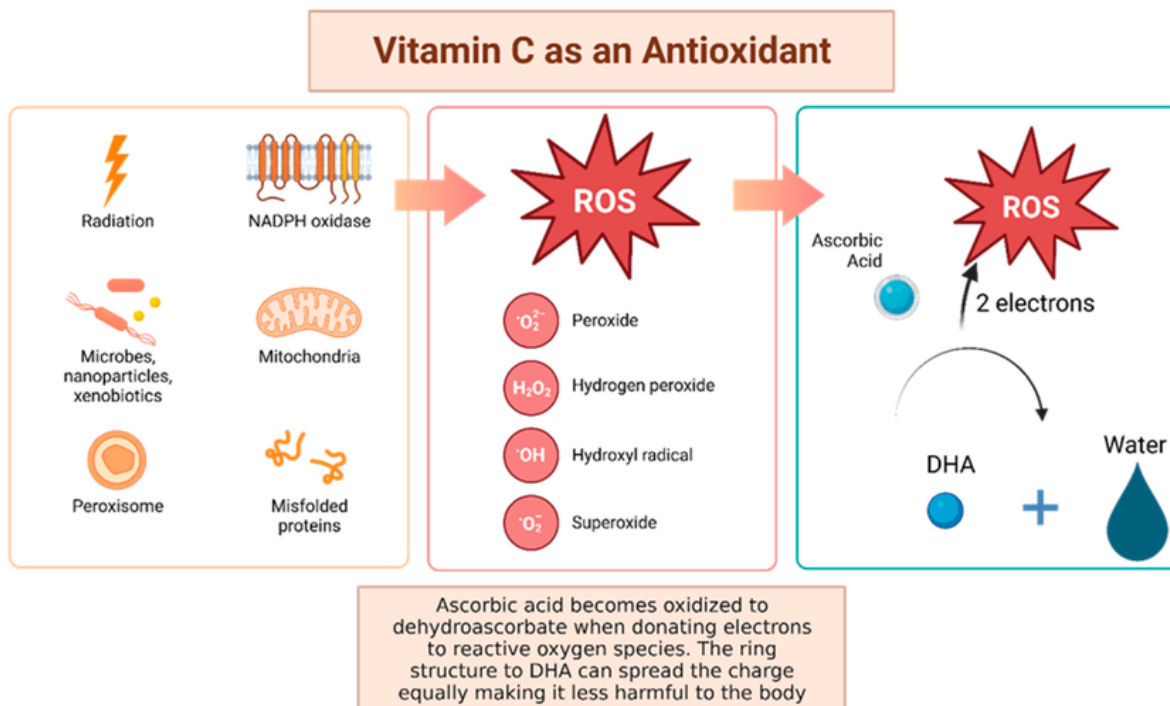 Vitamin C as an Antioxidant
Radiation
NADPH oxidase
Microbes,
nanoparticles,
xenobiotics
Mitochondria
Peroxisome
Misfolded
proteins
ROS
·O₂²⁻
Peroxide
H₂O₂
Hydrogen peroxide
·OH
Hydroxyl radical
·O₂⁻
Superoxide
ROS
Ascorbic
Acid
2 electrons
DHA
+
Water
Ascorbic acid becomes oxidized to
dehydroascorbate when donating electrons
to reactive oxygen species. The ring
structure to DHA can spread the charge
equally making it less harmful to the body